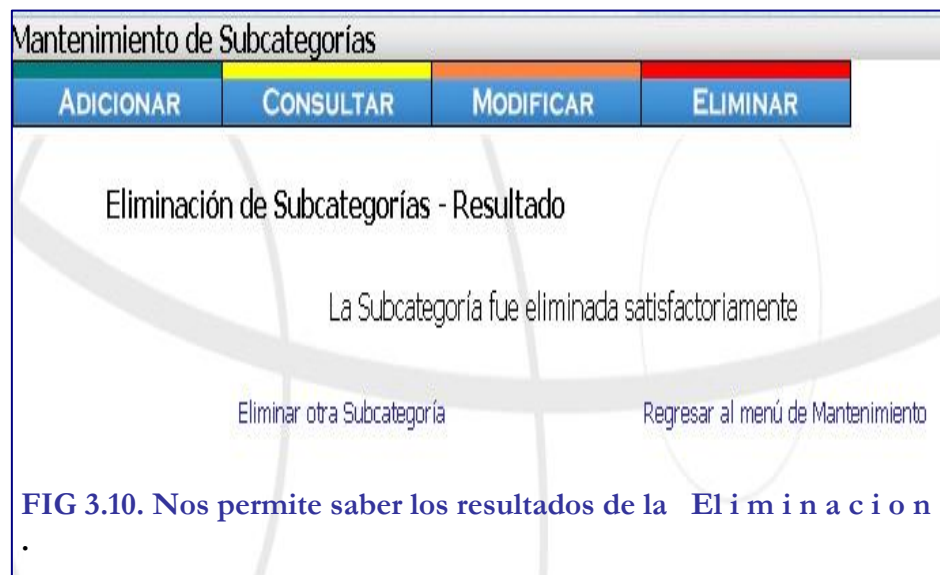 Mantenimiento de Subcategorías
ADICIONAR CONSULTAR MODIFICAR ELIMINAR
Eliminación de Subcategorías - Resultado
La Subcategoría fue eliminada satisfactoriamente
Eliminar otra Subcategoría Regresar al menú de Mantenimiento
FIG 3.10. Nos permite saber los resultados de la El i m i n a c i o n
.